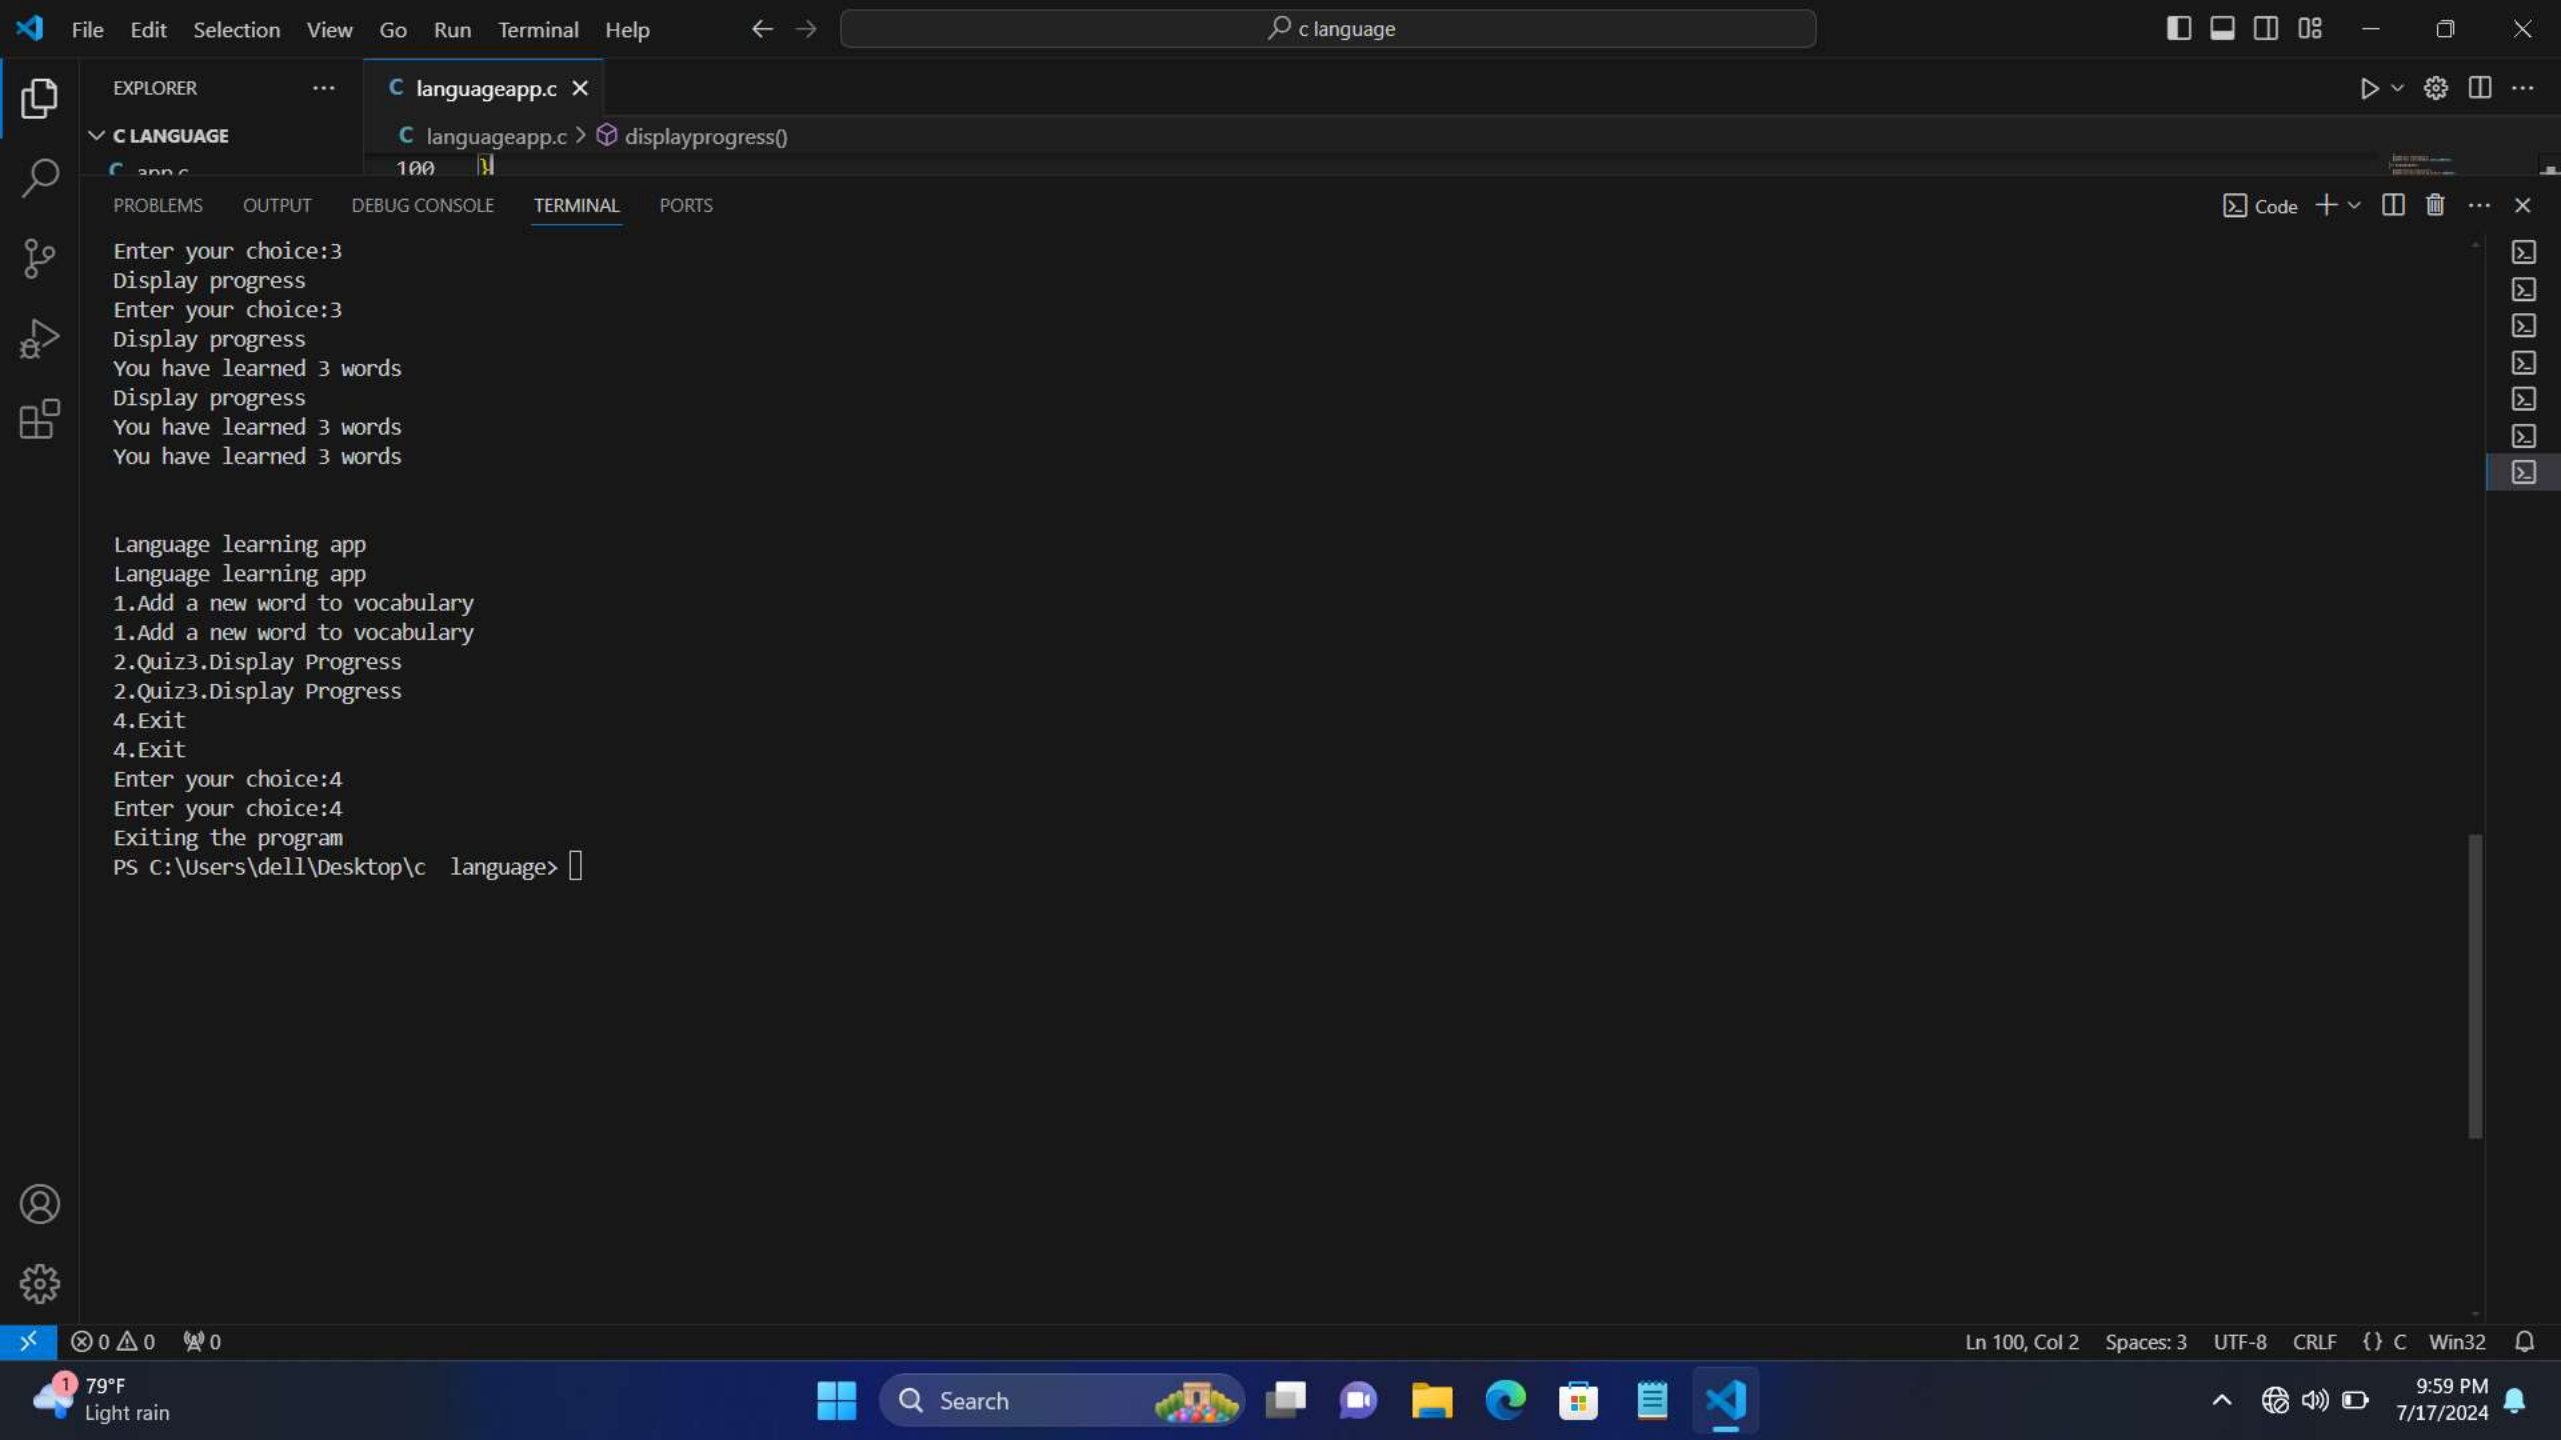 File Edit Selection View Go Run Terminal Help
c language
EXPLORER
languageapp.c
C LANGUAGE
languageapp.c > displayprogress()
app.c
100 }
PROBLEMS OUTPUT DEBUG CONSOLE TERMINAL PORTS
Code
Enter your choice:3
Display progress
Enter your choice:3
Display progress
You have learned 3 words
Display progress
You have learned 3 words
You have learned 3 words
Language learning app
Language learning app
1.Add a new word to vocabulary
1.Add a new word to vocabulary
2.Quiz3.Display Progress
2.Quiz3.Display Progress
4.Exit
4.Exit
Enter your choice:4
Enter your choice:4
Exiting the program
PS C:\Users\dell\Desktop\c  language>
0 0 0
Ln 100, Col 2 Spaces: 3 UTF-8 CRLF {} C Win32
1
79°F
Light rain
Search
9:59 PM
7/17/2024